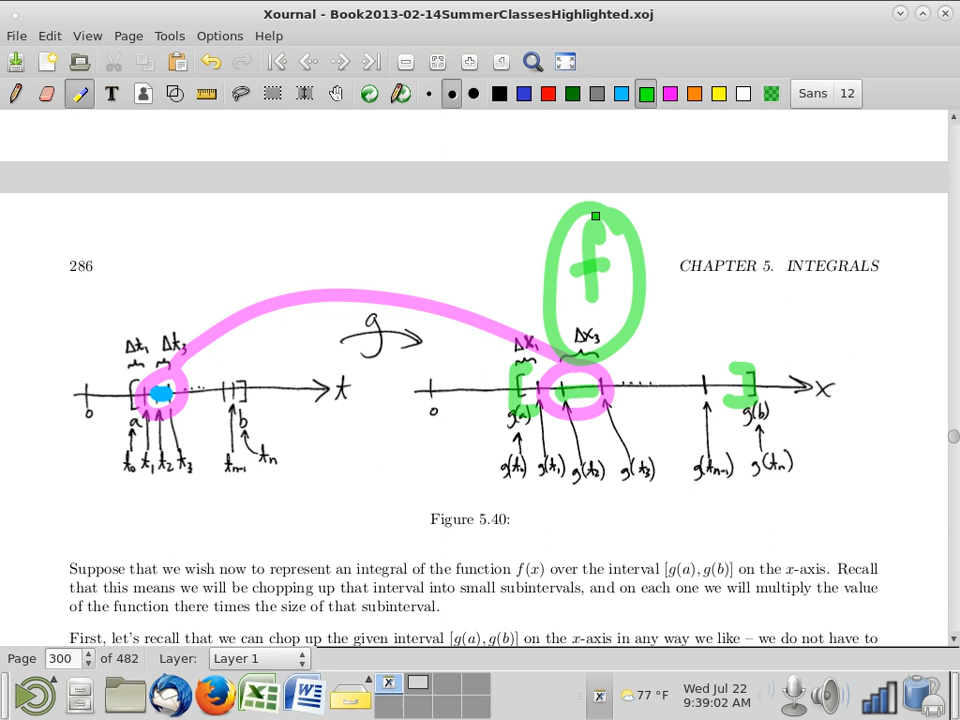 Xournal - Book2013-02-14SummerClassesHighlighted.xoj
File Edit View Page Tools Options Help
Sans 12
f
286 CHAPTER 5. INTEGRALS
g
Δt₁ Δt₃ Δx₁ Δx₃
[ ···· ] t [ ····· ] x
0 a b 0 g(a) g(b)
t₀ t₁ t₂ t₃ tₙ₋₁ tₙ g(t₀) g(t₁) g(t₂) g(t₃) g(tₙ₋₁) g(tₙ)
Figure 5.40:
Suppose that we wish now to represent an integral of the function f(x) over the interval [g(a), g(b)] on the x-axis. Recall
that this means we will be chopping up that interval into small subintervals, and on each one we will multiply the value
of the function there times the size of that subinterval.
First, let's recall that we can chop up the given interval [g(a), g(b)] on the x-axis in any way we like – we do not have to
Page 300 of 482 Layer: Layer 1
77 °F
Wed Jul 22
9:39:02 AM